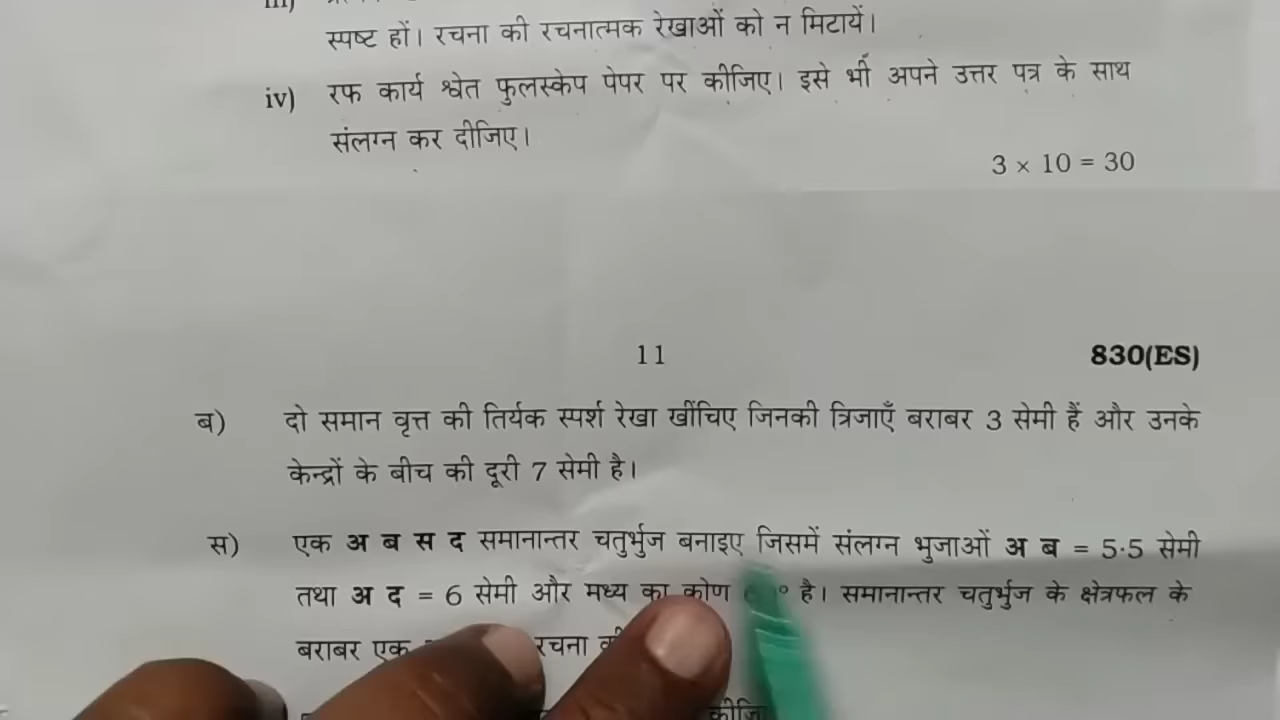 iii)
स्पष्ट हों। रचना की रचनात्मक रेखाओं को न मिटायें।
iv) रफ कार्य श्वेत फुलस्केप पेपर पर कीजिए। इसे भी अपने उत्तर पत्र के साथ
संलग्न कर दीजिए।
3 × 10 = 30
11 830(ES)
ब) दो समान वृत्त की तिर्यक स्पर्श रेखा खींचिए जिनकी त्रिजाएँ बराबर 3 सेमी हैं और उनके
केन्द्रों के बीच की दूरी 7 सेमी है।
स) एक अ ब स द समानान्तर चतुर्भुज बनाइए जिसमें संलग्न भुजाओं अ ब = 5·5 सेमी
तथा अ द = 6 सेमी और मध्य का कोण है। समानान्तर चतुर्भुज के क्षेत्रफल के
बराबर एक रचना